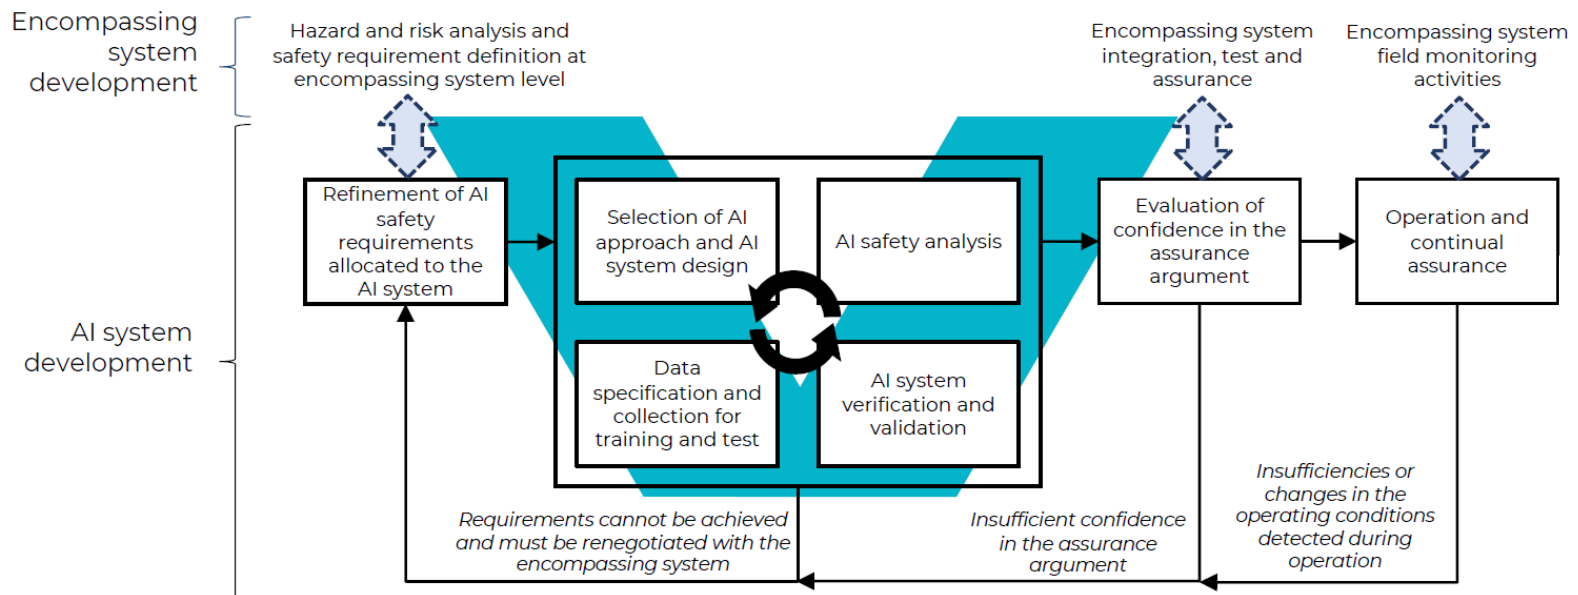 Encompassing
system
development
Hazard and risk analysis and
safety requirement definition at
encompassing system level
Encompassing system
integration, test and
assurance
Encompassing system
field monitoring
activities
AI system
development
Refinement of AI
safety
requirements
allocated to the
AI system
Selection of AI
approach and AI
system design
AI safety analysis
Data
specification and
collection for
training and test
AI system
verification and
validation
Evaluation of
confidence in the
assurance
argument
Operation and
continual
assurance
Requirements cannot be achieved
and must be renegotiated with the
encompassing system
Insufficient confidence
in the assurance
argument
Insufficiencies or
changes in the
operating conditions
detected during
operation